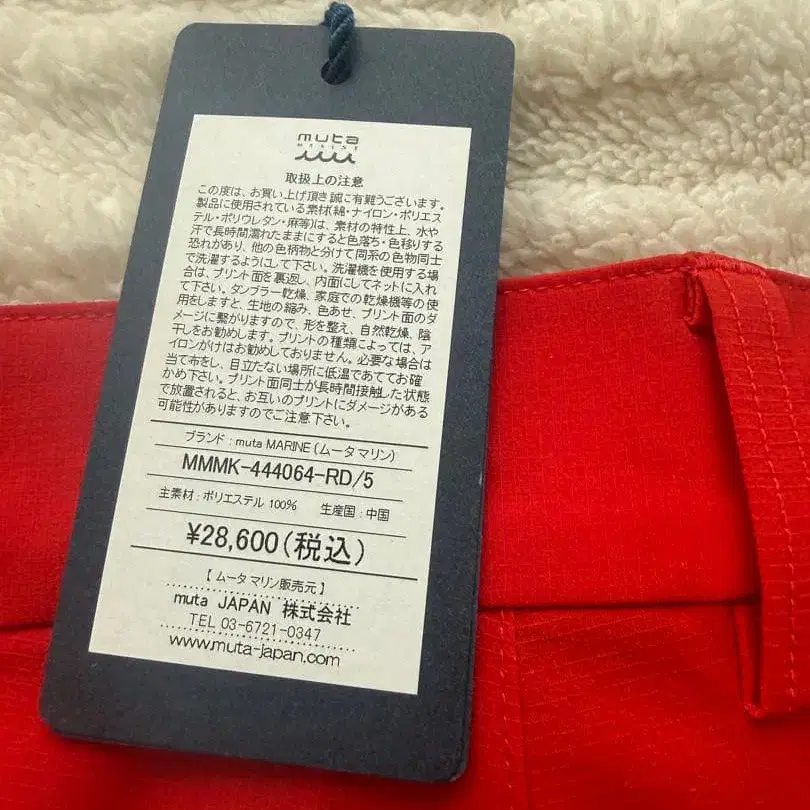 muta
MARINE
取扱上の注意
この度は、お買い上げ頂き誠に有難うございます。
製品に使用されている素材(綿・ナイロン・ポリエス
テル・ポリウレタン・麻等)は、素材の特性上、水や
汗で長時間濡れたままにすると色落ち・色移りする
恐れがあり、他の色柄物と分けて同系の色物同士
で洗濯するようにして下さい。洗濯機を使用する場
合は、プリント面を裏返し、内面にしてネットに入れ
て下さい。タンブラー乾燥、家庭での乾燥機等の使
用をしますと、生地の縮み、色あせ、プリント面のダ
メージに繋がりますので、形を整え、自然乾燥、陰
干しをお勧めします。プリントの種類によっては、ア
イロンがけはお勧めしておりません。必要な場合は
当て布をし、目立たない場所に低温であててお確
かめ下さい。プリント面同士が長時間接触した状態
で放置されると、お互いのプリントにダメージがある
可能性がありますのでご注意下さい。
ブランド:muta MARINE(ムータ マリン)
MMMK-444064-RD/5
主素材:ポリエステル 100% 生産国:中国
¥28,600(税込)
【ムータ マリン販売元】
muta JAPAN 株式会社
TEL 03-6721-0347
www.muta-japan.com